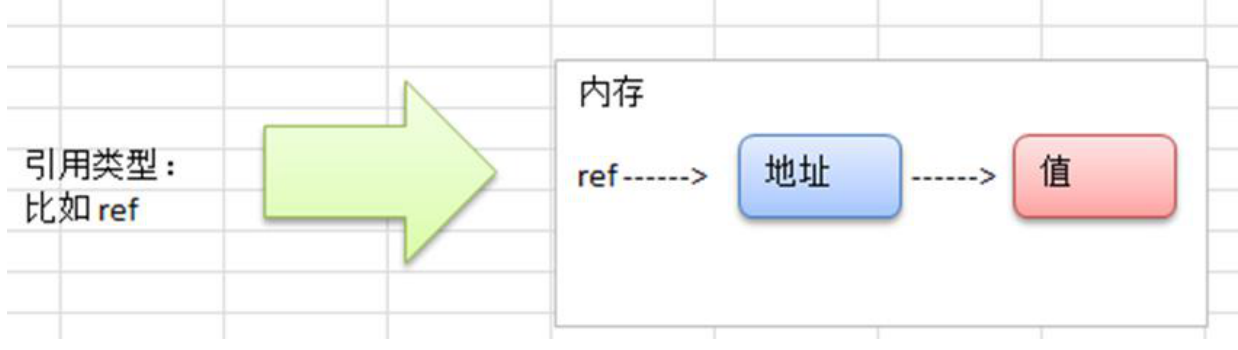 内存
引用类型：
比如 ref
ref ------> 地址 ------> 值